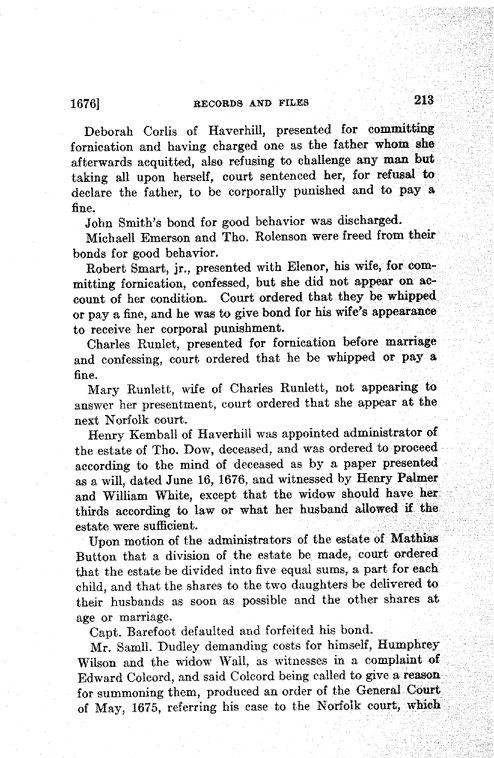 1676] RECORDS AND FILES 213
Deborah Corlis of Haverhill, presented for committing
fornication and having charged one as the father whom she
afterwards acquitted, also refusing to challenge any man but
taking all upon herself, court sentenced her, for refusal to
declare the father, to be corporally punished and to pay a
fine.
John Smith's bond for good behavior was discharged.
Michaell Emerson and Tho. Rolenson were freed from their
bonds for good behavior.
Robert Smart, jr., presented with Elenor, his wife, for com-
mitting fornication, confessed, but she did not appear on ac-
count of her condition. Court ordered that they be whipped
or pay a fine, and he was to give bond for his wife's appearance
to receive her corporal punishment.
Charles Runlet, presented for fornication before marriage
and confessing, court ordered that he be whipped or pay a
fine.
Mary Runlett, wife of Charles Runlett, not appearing to
answer her presentment, court ordered that she appear at the
next Norfolk court.
Henry Kemball of Haverhill was appointed administrator of
the estate of Tho. Dow, deceased, and was ordered to proceed
according to the mind of deceased as by a paper presented
as a will, dated June 16, 1676, and witnessed by Henry Palmer
and William White, except that the widow should have her
thirds according to law or what her husband allowed if the
estate were sufficient.
Upon motion of the administrators of the estate of Mathias
Button that a division of the estate be made, court ordered
that the estate be divided into five equal sums, a part for each
child, and that the shares to the two daughters be delivered to
their husbands as soon as possible and the other shares at
age or marriage.
Capt. Barefoot defaulted and forfeited his bond.
Mr. Samll. Dudley demanding costs for himself, Humphrey
Wilson and the widow Wall, as witnesses in a complaint of
Edward Colcord, and said Colcord being called to give a reason
for summoning them, produced an order of the General Court
of May, 1675, referring his case to the Norfolk court, which